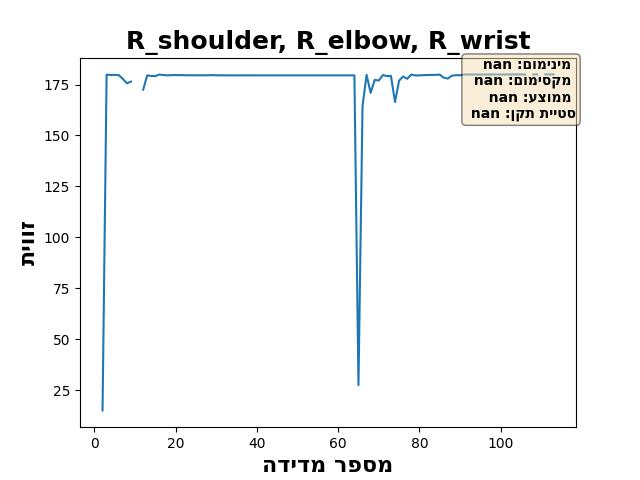 R_shoulder, R_elbow, R_wrist
מינימום: nan
מקסימום: nan
ממוצע: nan
סטיית תקן: nan
175
150
125
100
75
50
25
זווית
0 20 40 60 80 100
מספר מדידה